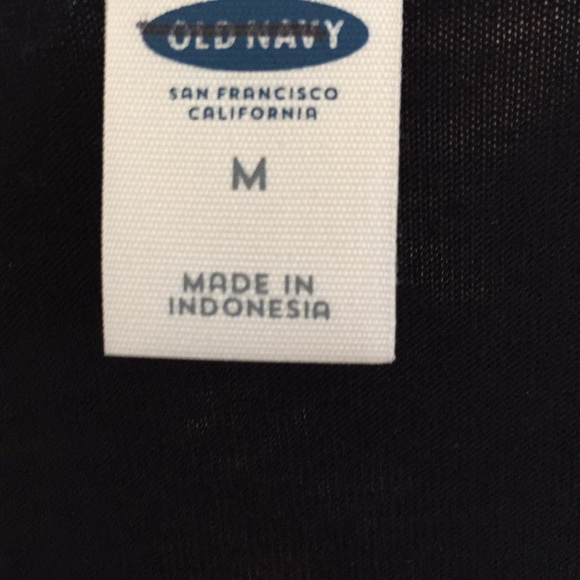 OLD NAVY
SAN FRANCISCO
CALIFORNIA
M
MADE IN
INDONESIA